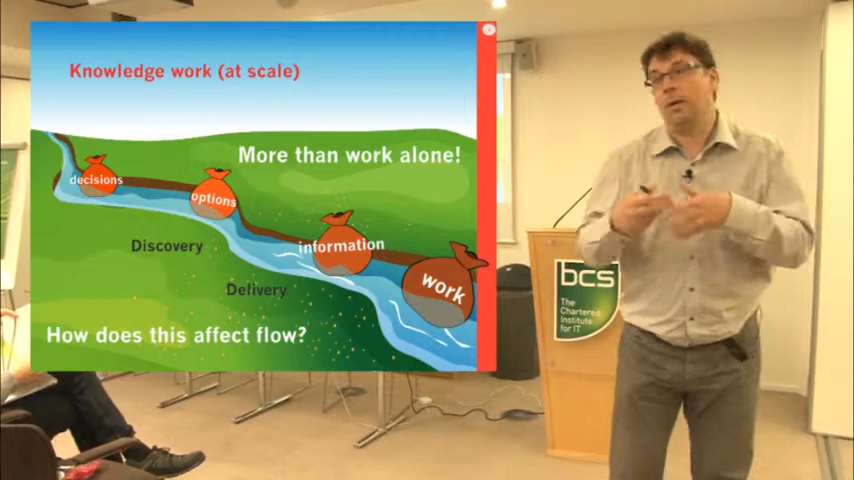 Knowledge work (at scale)
More than work alone!
decisions
options
information
work
Discovery
Delivery
How does this affect flow?
bcs
The
Chartered
Institute
for IT